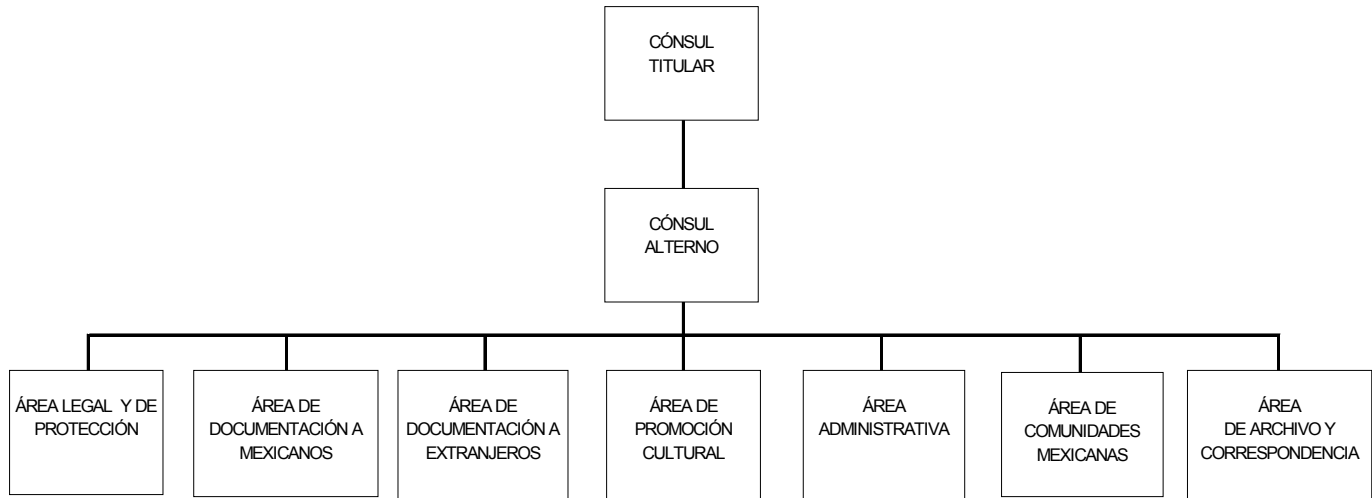 CÓNSUL
TITULAR
CÓNSUL
ALTERNO
ÁREA LEGAL Y DE
PROTECCIÓN
ÁREA DE
DOCUMENTACIÓN A
MEXICANOS
ÁREA DE
DOCUMENTACIÓN A
EXTRANJEROS
ÁREA DE
PROMOCIÓN
CULTURAL
ÁREA
ADMINISTRATIVA
ÁREA DE
COMUNIDADES
MEXICANAS
ÁREA
DE ARCHIVO Y
CORRESPONDENCIA